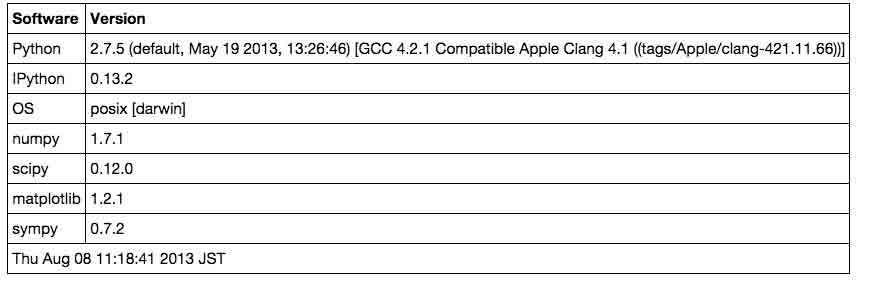 Software Version
Python 2.7.5 (default, May 19 2013, 13:26:46) [GCC 4.2.1 Compatible Apple Clang 4.1 ((tags/Apple/clang-421.11.66))]
IPython 0.13.2
OS posix [darwin]
numpy 1.7.1
scipy 0.12.0
matplotlib 1.2.1
sympy 0.7.2
Thu Aug 08 11:18:41 2013 JST